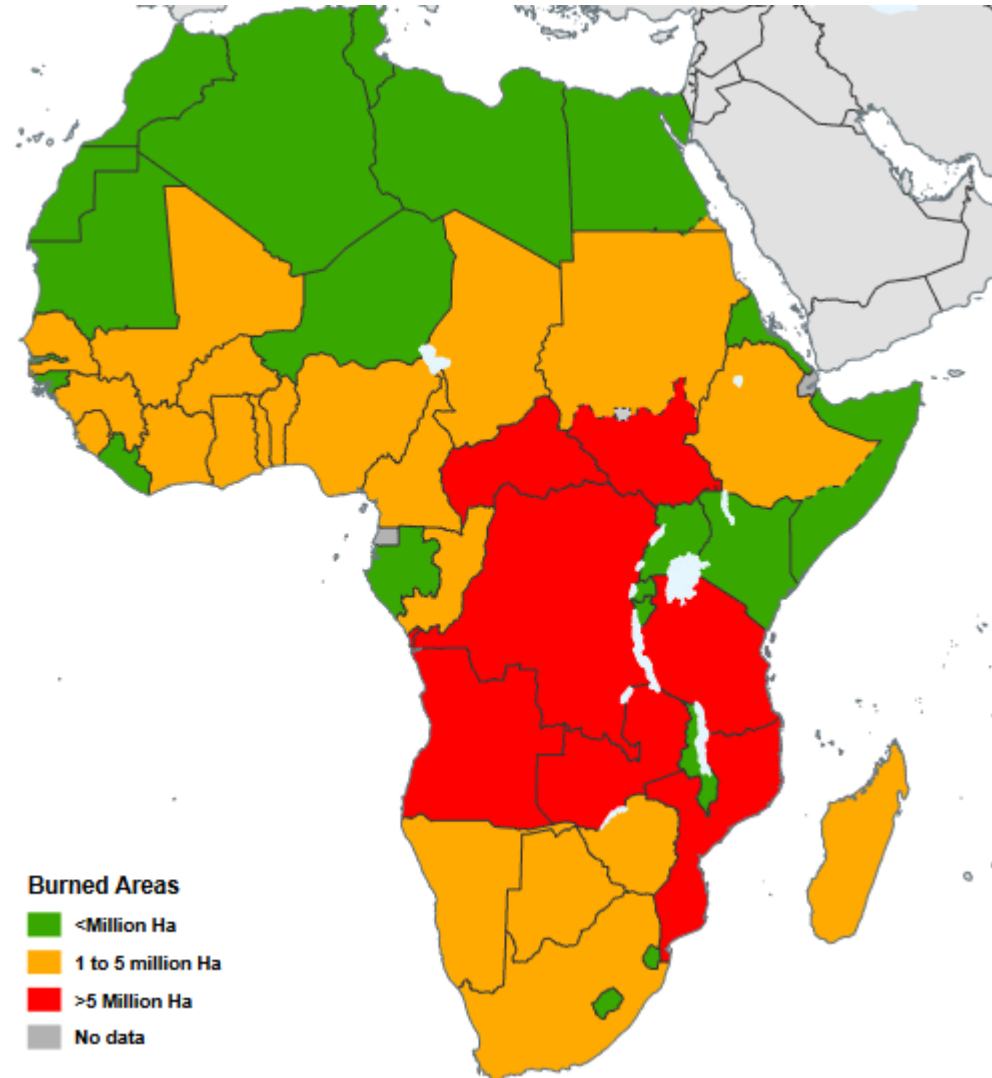 Burned Areas
<Million Ha
1 to 5 million Ha
>5 Million Ha
No data